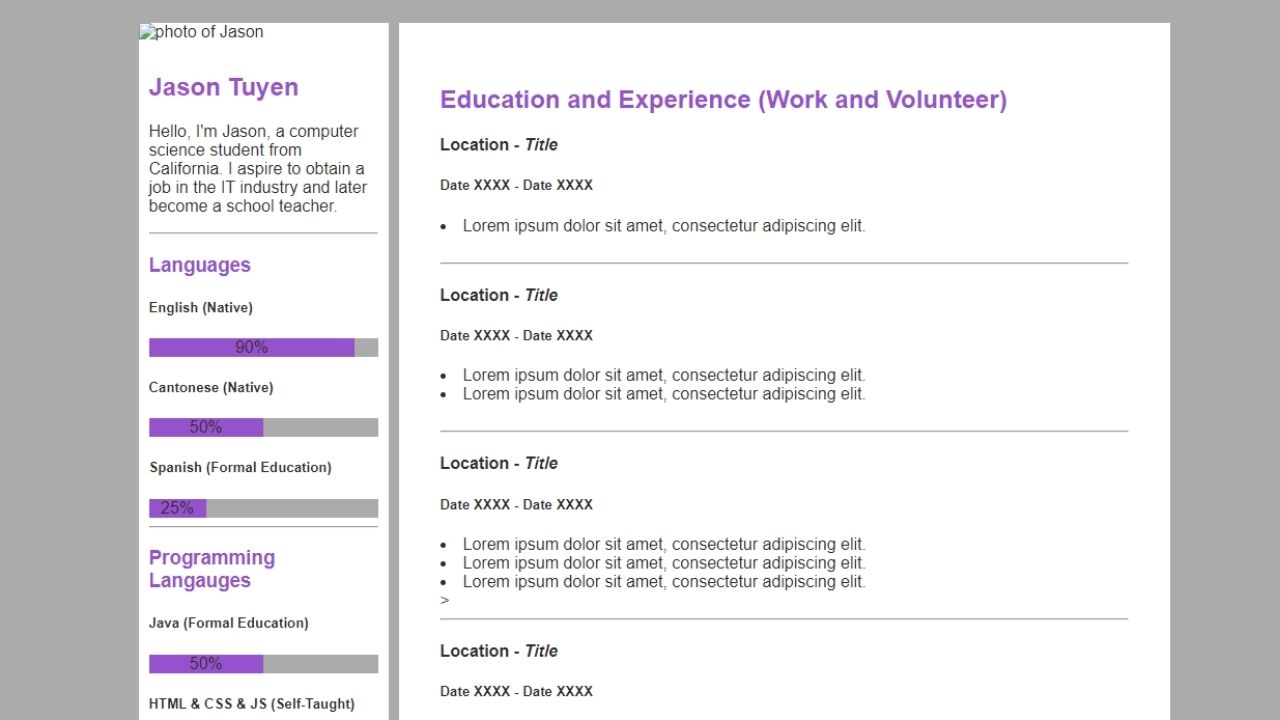 photo of Jason
Jason Tuyen
Hello, I'm Jason, a computer
science student from
California. I aspire to obtain a
job in the IT industry and later
become a school teacher.
Languages
English (Native)
90%
Cantonese (Native)
50%
Spanish (Formal Education)
25%
Programming
Langauges
Java (Formal Education)
50%
HTML & CSS & JS (Self-Taught)
Education and Experience (Work and Volunteer)
Location - Title
Date XXXX - Date XXXX
• Lorem ipsum dolor sit amet, consectetur adipiscing elit.
Location - Title
Date XXXX - Date XXXX
• Lorem ipsum dolor sit amet, consectetur adipiscing elit.
• Lorem ipsum dolor sit amet, consectetur adipiscing elit.
Location - Title
Date XXXX - Date XXXX
• Lorem ipsum dolor sit amet, consectetur adipiscing elit.
• Lorem ipsum dolor sit amet, consectetur adipiscing elit.
• Lorem ipsum dolor sit amet, consectetur adipiscing elit.
>
Location - Title
Date XXXX - Date XXXX